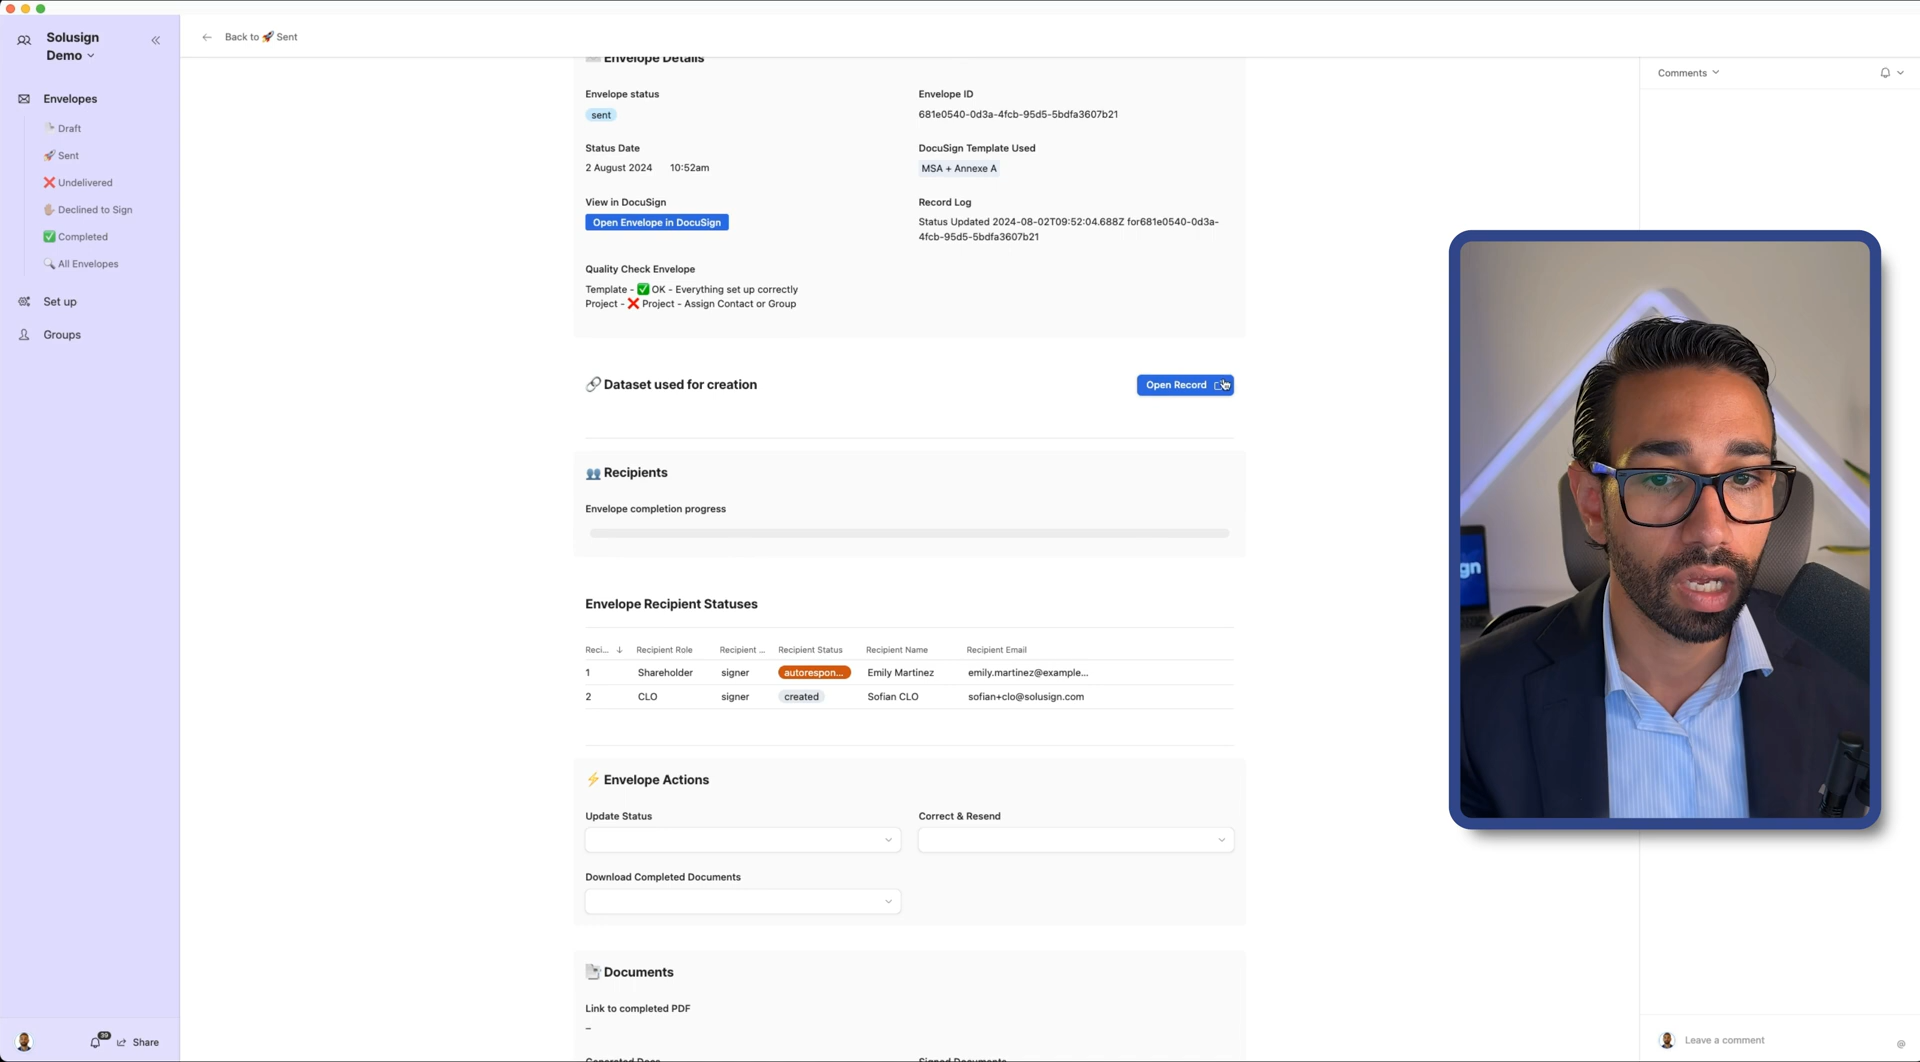 Solusign
Demo
Back to 🚀 Sent
Comments
Envelopes
Draft
🚀 Sent
❌ Undelivered
✋ Declined to Sign
✅ Completed
🔍 All Envelopes
Set up
Groups
Envelope Details
Envelope status
sent
Envelope ID
681e0540-0d3a-4fcb-95d5-5bdfa3607b21
Status Date
2 August 2024 10:52am
DocuSign Template Used
MSA + Annexe A
View in DocuSign
Open Envelope in DocuSign
Record Log
Status Updated 2024-08-02T09:52:04.688Z for681e0540-0d3a-
4fcb-95d5-5bdfa3607b21
Quality Check Envelope
Template - ✅ OK - Everything set up correctly
Project - ❌ Project - Assign Contact or Group
🔗 Dataset used for creation
Open Record
👥 Recipients
Envelope completion progress
Envelope Recipient Statuses
Reci... ↓ Recipient Role Recipient ... Recipient Status Recipient Name Recipient Email
1 Shareholder signer autorespon... Emily Martinez emily.martinez@example...
2 CLO signer created Sofian CLO sofian+clo@solusign.com
⚡ Envelope Actions
Update Status
Correct & Resend
Download Completed Documents
Documents
Link to completed PDF
–
39
Share
Leave a comment
@